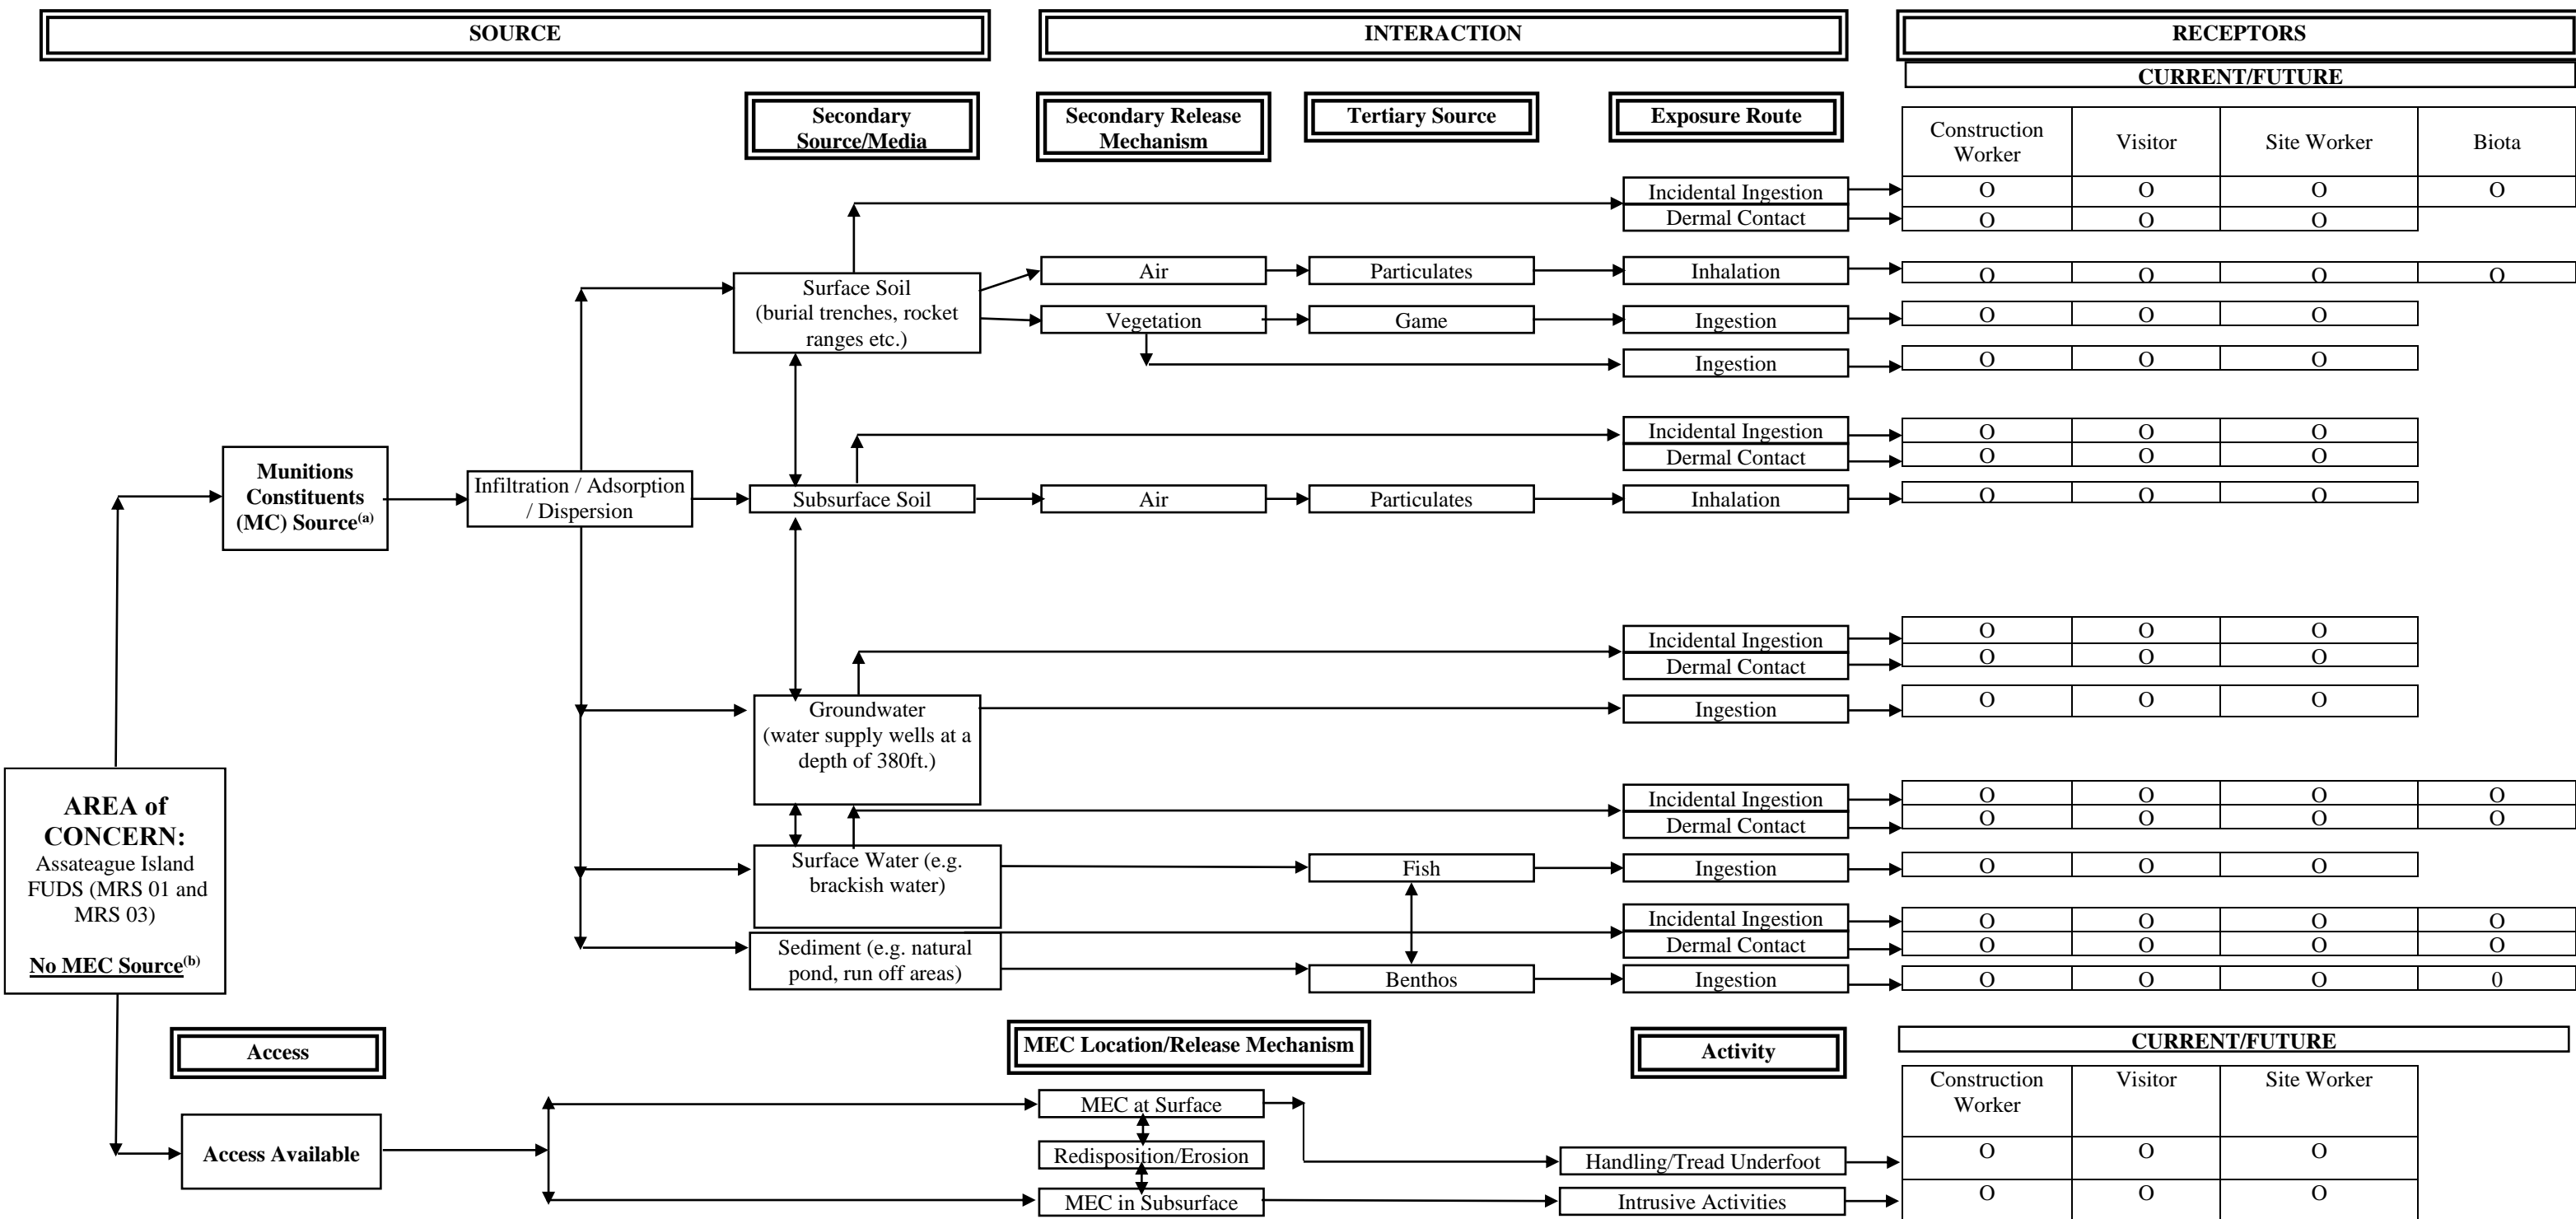 SOURCE
INTERACTION
RECEPTORS
CURRENT/FUTURE
Secondary
Source/Media
Secondary Release
Mechanism
Tertiary Source
Exposure Route
Construction
Worker
Visitor
Site Worker
Biota
Incidental Ingestion
O O O O
Dermal Contact
O O O
Surface Soil
(burial trenches, rocket
ranges etc.)
Air
Particulates
Inhalation
O O O O
Vegetation
Game
Ingestion
O O O
Ingestion
O O O
Munitions
Constituents
(MC) Source(a)
Infiltration / Adsorption
/ Dispersion
Incidental Ingestion
O O O
Dermal Contact
O O O
Subsurface Soil
Air
Particulates
Inhalation
O O O
Incidental Ingestion
O O O
Dermal Contact
O O O
Groundwater
(water supply wells at a
depth of 380ft.)
Ingestion
O O O
AREA of
CONCERN:
Assateague Island
FUDS (MRS 01 and
MRS 03)
No MEC Source(b)
Incidental Ingestion
O O O O
Dermal Contact
O O O O
Surface Water (e.g.
brackish water)
Fish
Ingestion
O O O
Incidental Ingestion
O O O O
Dermal Contact
O O O O
Sediment (e.g. natural
pond, run off areas)
Benthos
Ingestion
O O O 0
Access
MEC Location/Release Mechanism
Activity
CURRENT/FUTURE
Construction
Worker
Visitor
Site Worker
Access Available
MEC at Surface
Redisposition/Erosion
MEC in Subsurface
Handling/Tread Underfoot
O O O
Intrusive Activities
O O O